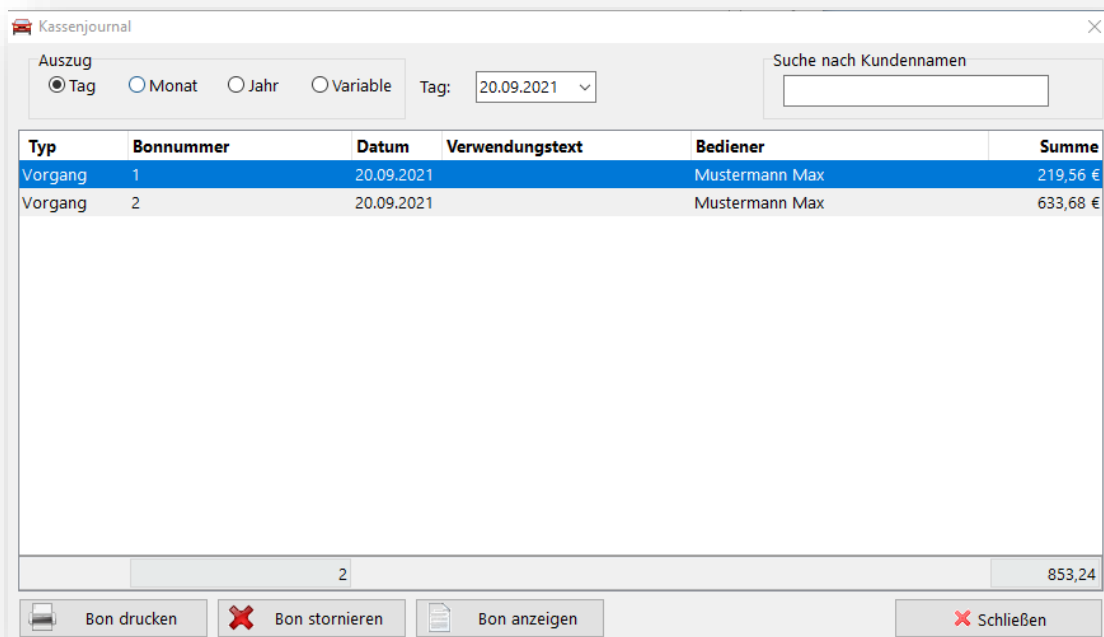 Kassenjournal
Auszug
Tag Monat Jahr Variable Tag: 20.09.2021
Suche nach Kundennamen
Typ Bonnummer Datum Verwendungstext Bediener Summe
Vorgang 1 20.09.2021 Mustermann Max 219,56 €
Vorgang 2 20.09.2021 Mustermann Max 633,68 €
2 853,24
Bon drucken Bon stornieren Bon anzeigen Schließen